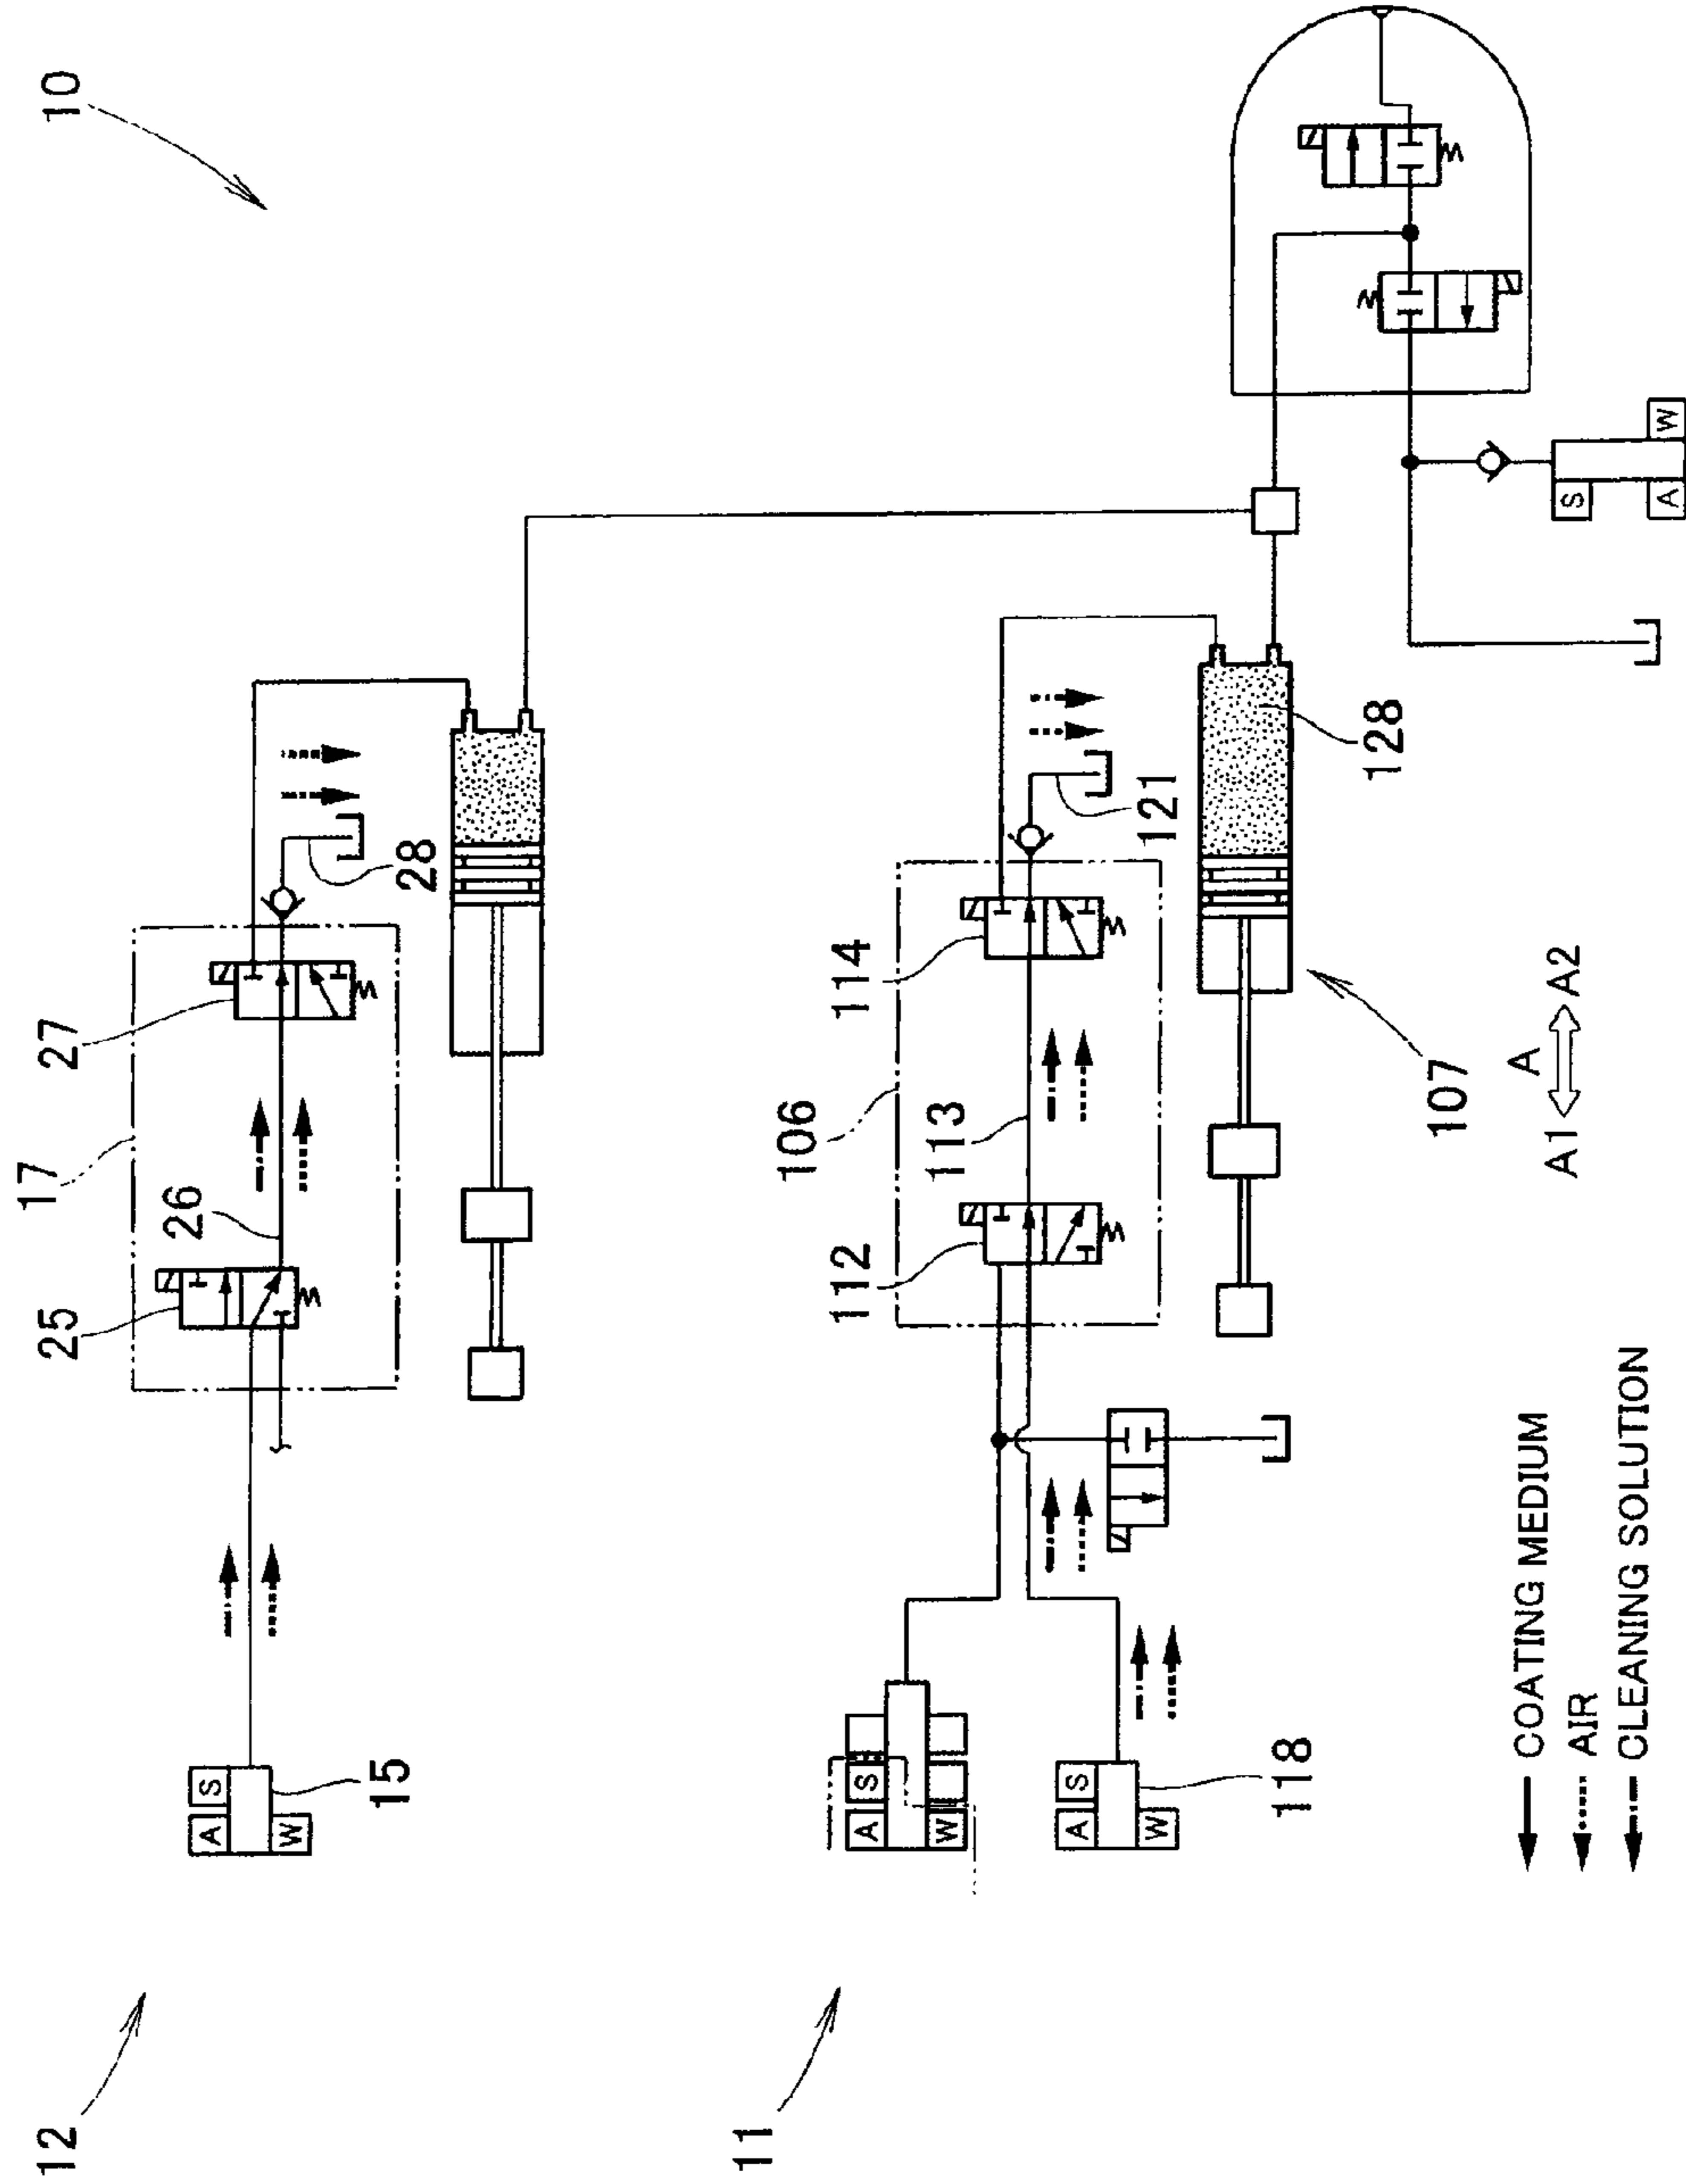 10
12
17
25
26
27
28
A
S
W
15
11
106
112
113
114
121
A
S
W
A
S
W
118
107
128
S
A
W
A
A1
A2
COATING MEDIUM
AIR
CLEANING SOLUTION